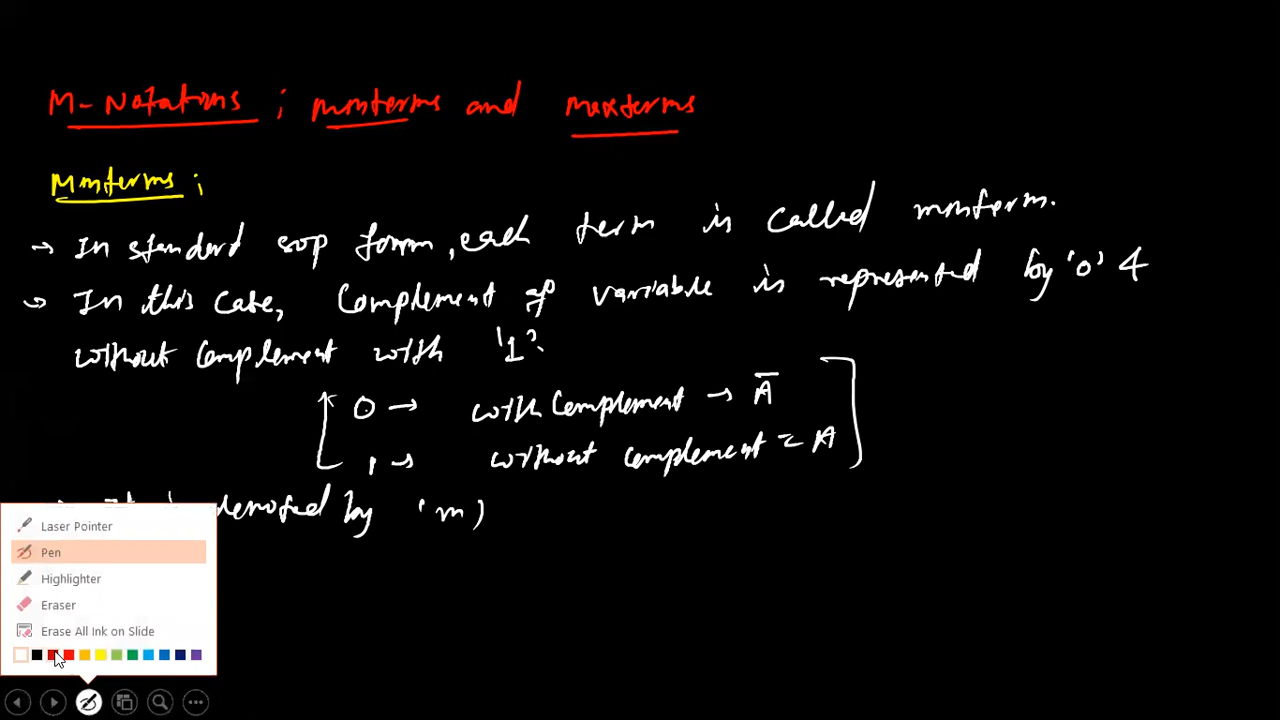 M-Notations ; minterms and maxterms
Minterms ;
→ In standard sop form, each term is called minterm.
→ In this case, Complement of variable is represented by '0' &
without complement with '1'.
0 → with Complement → A̅
1 → without complement = A
denoted by 'm'
Laser Pointer
Pen
Highlighter
Eraser
Erase All Ink on Slide